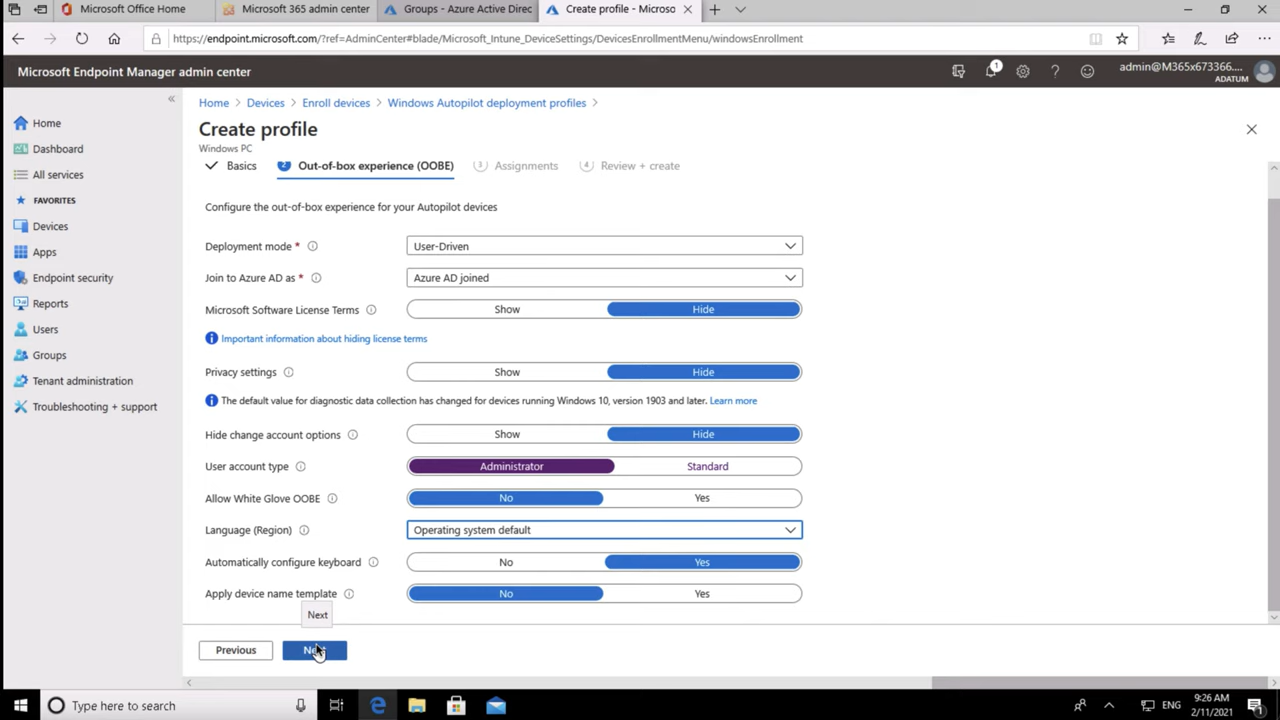 Microsoft Office Home
Microsoft 365 admin center
Groups - Azure Active Direc
Create profile - Microso
https://endpoint.microsoft.com/?ref=AdminCenter#blade/Microsoft_Intune_DeviceSettings/DevicesEnrollmentMenu/windowsEnrollment
Microsoft Endpoint Manager admin center
1
admin@M365x673366....
ADATUM
Home
Dashboard
All services
FAVORITES
Devices
Apps
Endpoint security
Reports
Users
Groups
Tenant administration
Troubleshooting + support
Home > Devices > Enroll devices > Windows Autopilot deployment profiles >
Create profile
Windows PC
Basics
2 Out-of-box experience (OOBE)
3 Assignments
4 Review + create
Configure the out-of-box experience for your Autopilot devices
Deployment mode * User-Driven
Join to Azure AD as * Azure AD joined
Microsoft Software License Terms Show Hide
Important information about hiding license terms
Privacy settings Show Hide
The default value for diagnostic data collection has changed for devices running Windows 10, version 1903 and later. Learn more
Hide change account options Show Hide
User account type Administrator Standard
Allow White Glove OOBE No Yes
Language (Region) Operating system default
Automatically configure keyboard No Yes
Apply device name template No Yes
Next
Previous Next
Type here to search
ENG
9:26 AM
2/11/2021
1